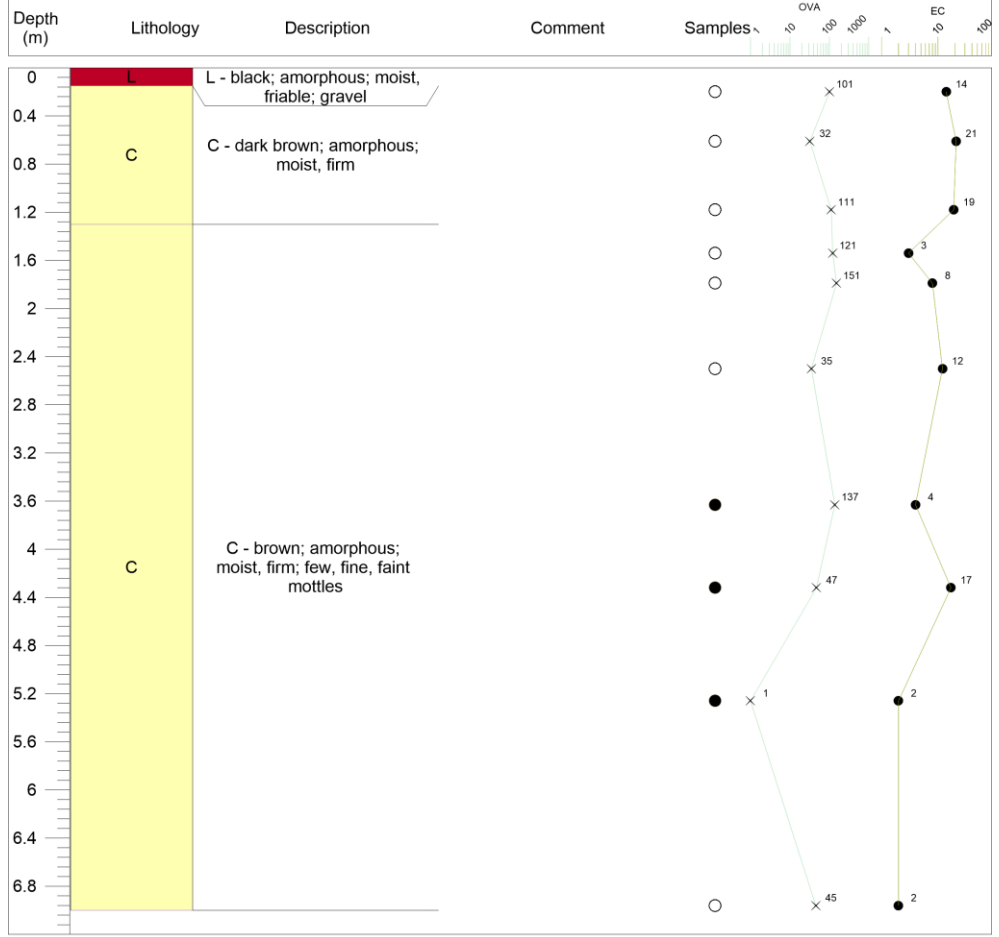 Depth
(m)
Lithology
Description
Comment
Samples
OVA
1
10
100
1000
EC
1
10
100
0
0.4
0.8
1.2
1.6
2
2.4
2.8
3.2
3.6
4
4.4
4.8
5.2
5.6
6
6.4
6.8
L
C
C
L - black; amorphous; moist,
friable; gravel
C - dark brown; amorphous;
moist, firm
C - brown; amorphous;
moist, firm; few, fine, faint
mottles
101
32
111
121
151
35
137
47
1
45
14
21
19
3
8
12
4
17
2
2